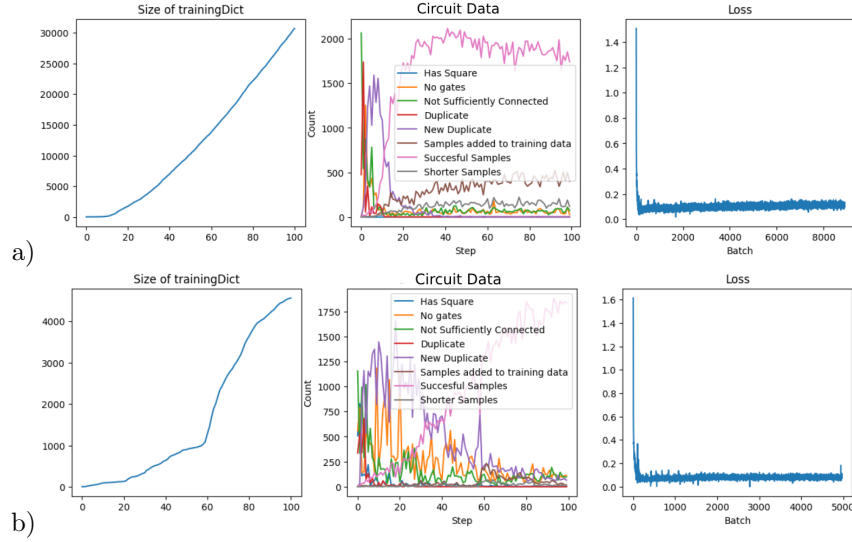 Size of trainingDict
Circuit Data
Loss
30000
25000
20000
15000
10000
5000
0
0 20 40 60 80 100
Count
2000
1500
1000
500
0
Has Square
No gates
Not Sufficiently Connected
Duplicate
New Duplicate
Samples added to training data
Succesful Samples
Shorter Samples
0 20 40 60 80 100
Step
1.4
1.2
1.0
0.8
0.6
0.4
0.2
0.0
0 2000 4000 6000 8000
Batch
a)
Size of trainingDict
Circuit Data
Loss
4000
3000
2000
1000
0
0 20 40 60 80 100
Count
1750
1500
1250
1000
750
500
250
0
Has Square
No gates
Not Sufficiently Connected
Duplicate
New Duplicate
Samples added to training data
Succesful Samples
Shorter Samples
0 20 40 60 80 100
Step
1.6
1.4
1.2
1.0
0.8
0.6
0.4
0.2
0.0
0 1000 2000 3000 4000 5000
Batch
b)